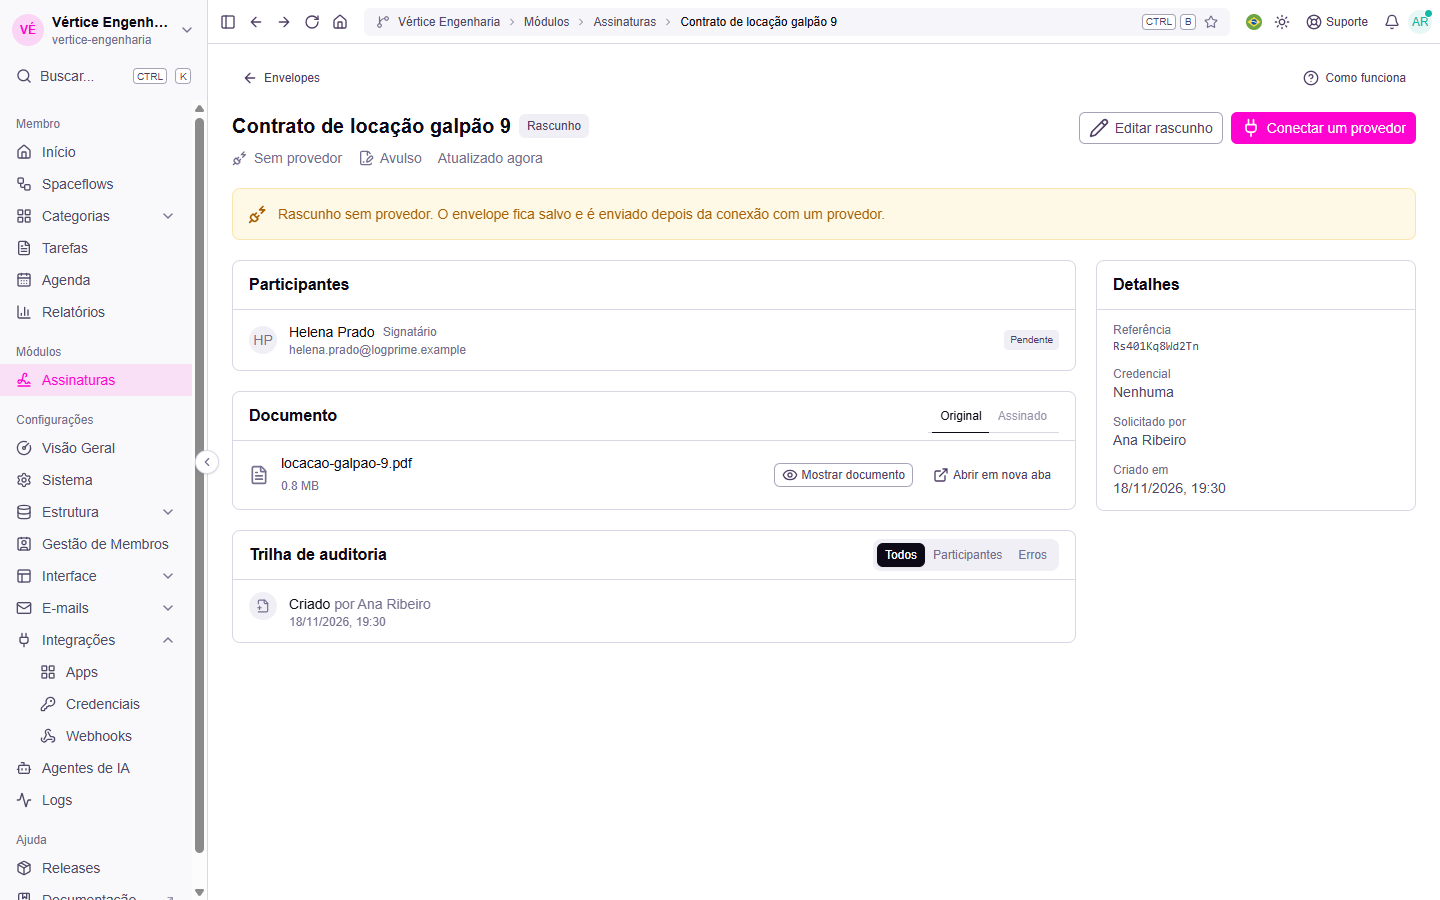 VÉ
Vértice Engenh...
vertice-engenharia
Buscar...
CTRL
K
Membro
Início
Spaceflows
Categorias
Tarefas
Agenda
Relatórios
Módulos
Assinaturas
Configurações
Visão Geral
Sistema
Estrutura
Gestão de Membros
Interface
E-mails
Integrações
Apps
Credenciais
Webhooks
Agentes de IA
Logs
Ajuda
Releases
Documentação
Vértice Engenharia
Módulos
Assinaturas
Contrato de locação galpão 9
CTRL
B
Suporte
AR
Envelopes
Como funciona
Contrato de locação galpão 9
Rascunho
Editar rascunho
Conectar um provedor
Sem provedor
Avulso
Atualizado agora
Rascunho sem provedor. O envelope fica salvo e é enviado depois da conexão com um provedor.
Participantes
HP
Helena Prado
Signatário
helena.prado@logprime.example
Pendente
Documento
Original
Assinado
locacao-galpao-9.pdf
0.8 MB
Mostrar documento
Abrir em nova aba
Trilha de auditoria
Todos
Participantes
Erros
Criado por Ana Ribeiro
18/11/2026, 19:30
Detalhes
Referência
Rs401Kq8Wd2Tn
Credencial
Nenhuma
Solicitado por
Ana Ribeiro
Criado em
18/11/2026, 19:30